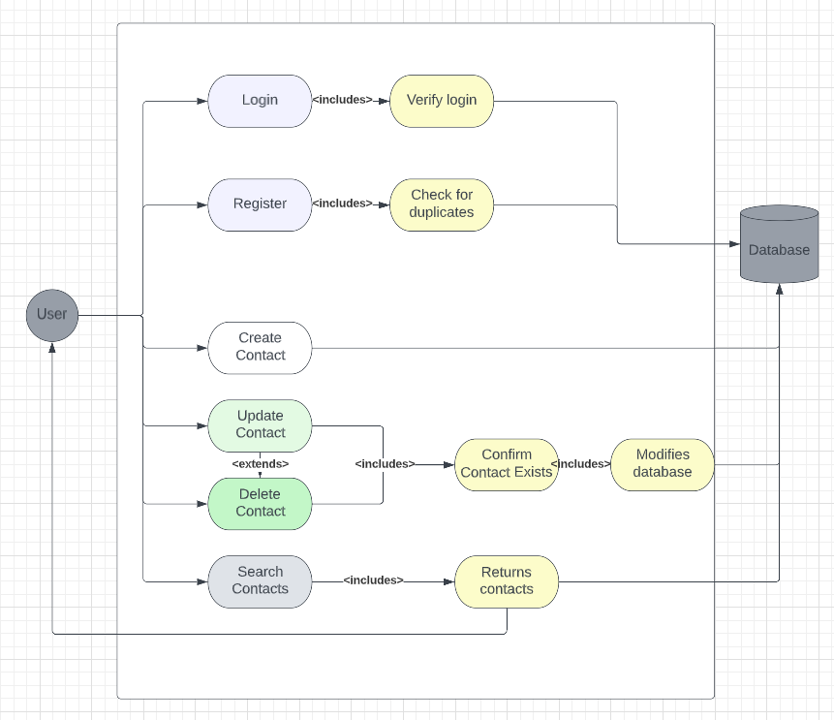 Login
<includes>
Verify login
Register
<includes>
Check for
duplicates
Database
User
Create
Contact
Update
Contact
<extends>
<includes>
Confirm
Contact Exists
<includes>
Modifies
database
Delete
Contact
Search
Contacts
<includes>
Returns
contacts